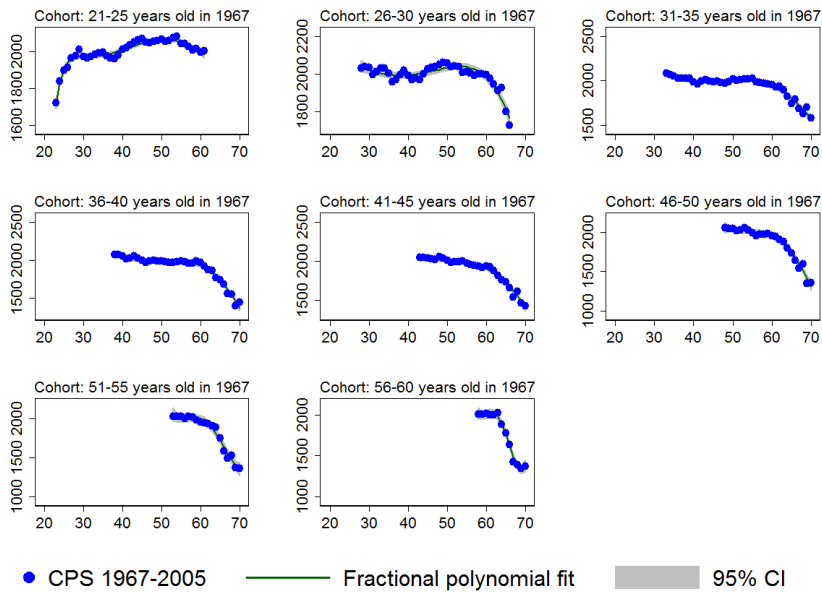 Cohort: 21-25 years old in 1967
Cohort: 26-30 years old in 1967
Cohort: 31-35 years old in 1967
1600 1800 2000
20 30 40 50 60 70
1800 2000 2200
20 30 40 50 60 70
1500 2000 2500
20 30 40 50 60 70
Cohort: 36-40 years old in 1967
Cohort: 41-45 years old in 1967
Cohort: 46-50 years old in 1967
1500 2000 2500
20 30 40 50 60 70
1500 2000 2500
20 30 40 50 60 70
1000 1500 2000
20 30 40 50 60 70
Cohort: 51-55 years old in 1967
Cohort: 56-60 years old in 1967
1000 1500 2000
20 30 40 50 60 70
1000 1500 2000
20 30 40 50 60 70
CPS 1967-2005
Fractional polynomial fit
95% CI